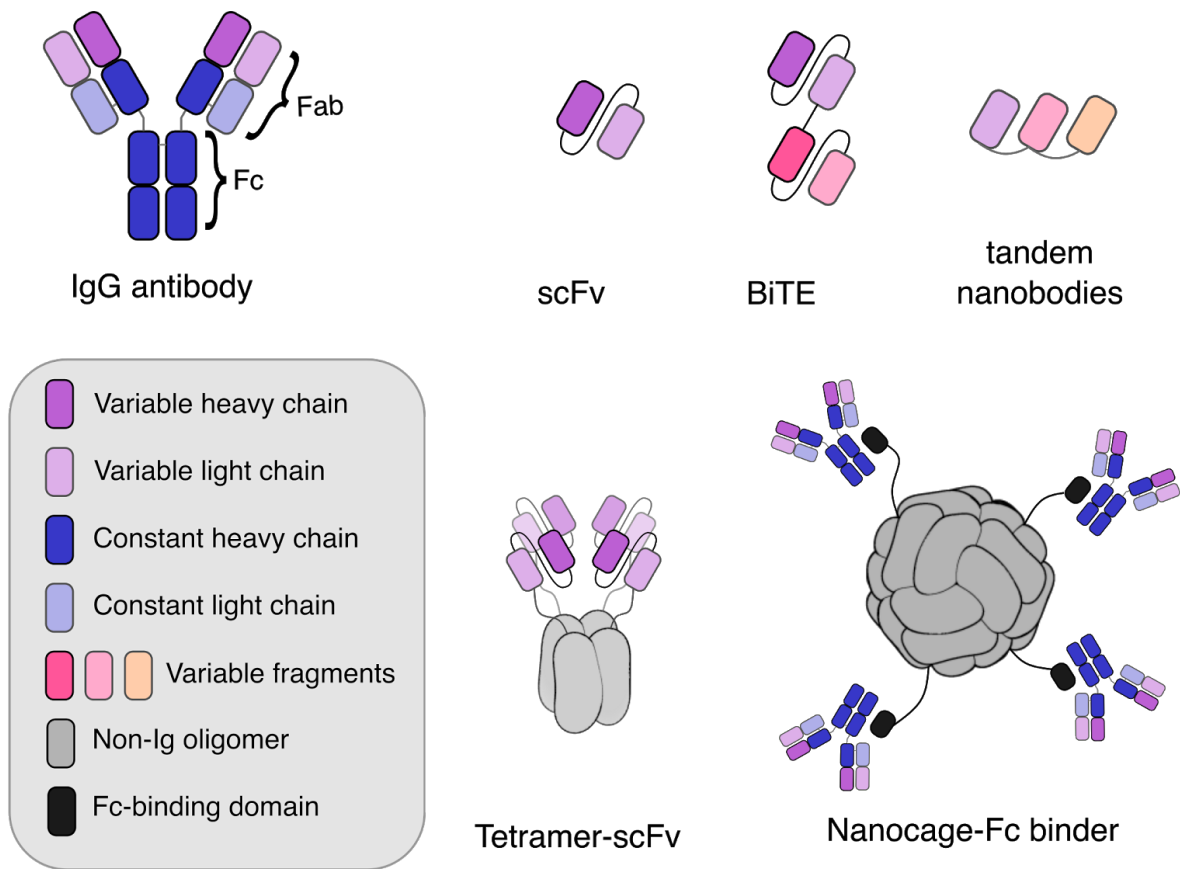 Fab
Fc
IgG antibody
scFv
BiTE
tandem
nanobodies
Variable heavy chain
Variable light chain
Constant heavy chain
Constant light chain
Variable fragments
Non-Ig oligomer
Fc-binding domain
Tetramer-scFv
Nanocage-Fc binder